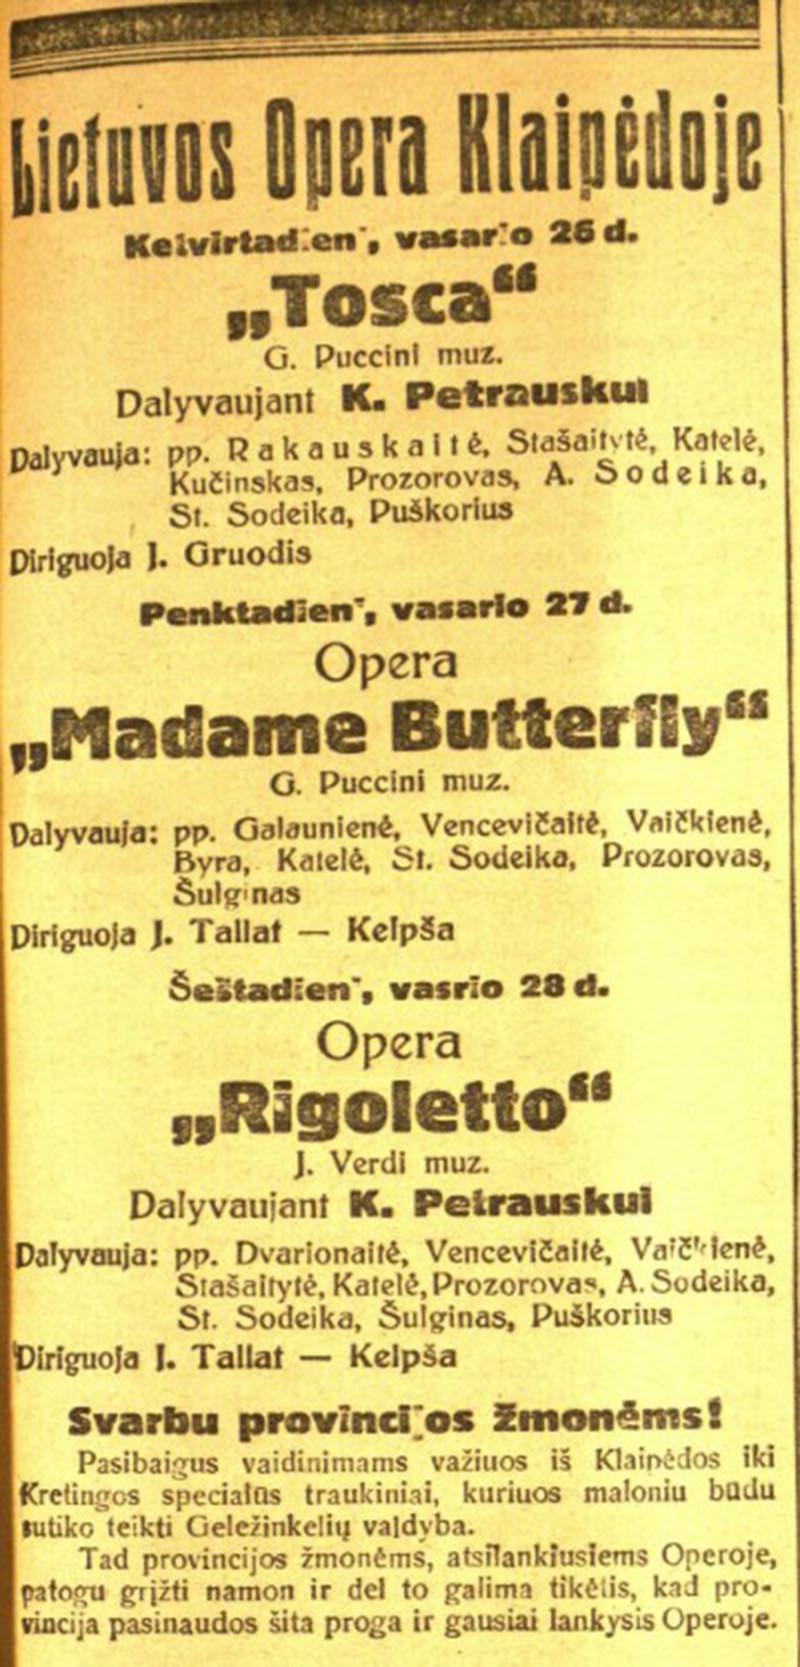 Lietuvos Opera Klaipėdoje
Ketvirtadienį, vasario 26 d.
„Tosca“
G. Puccini muz.
Dalyvaujant K. Petrauskui
Dalyvauja: pp. Rakauskaitė, Stašaitytė, Katelė,
Kučinskas, Prozorovas, A. Sodeika,
St. Sodeika, Puškorius
Diriguoja J. Gruodis
Penktadienį, vasario 27 d.
Opera
„Madame Butterfly“
G. Puccini muz.
Dalyvauja: pp. Galaunienė, Vencevičaitė, Vaičkienė,
Byra, Katelė, St. Sodeika, Prozorovas,
Šulginas
Diriguoja J. Tallat — Kelpša
Šeštadienį, vasrio 28 d.
Opera
„Rigoletto“
J. Verdi muz.
Dalyvaujant K. Petrauskui
Dalyvauja: pp. Dvarionaitė, Vencevičaitė, Vaičkienė,
Stašaitytė, Katelė, Prozorovas, A. Sodeika,
St. Sodeika, Šulginas, Puškorius
Diriguoja J. Tallat — Kelpša
Svarbu provincijos žmonėms!
Pasibaigus vaidinimams važiuos iš Klaipėdos iki
Kretingos specialūs traukiniai, kuriuos maloniu būdu
sutiko teikti Geležinkelių valdyba.
Tad provincijos žmonėms, atsilankiusiems Operoje,
patogu grįžti namon ir del to galima tikėtis, kad pro-
vincija pasinaudos šita proga ir gausiai lankysis Operoje.